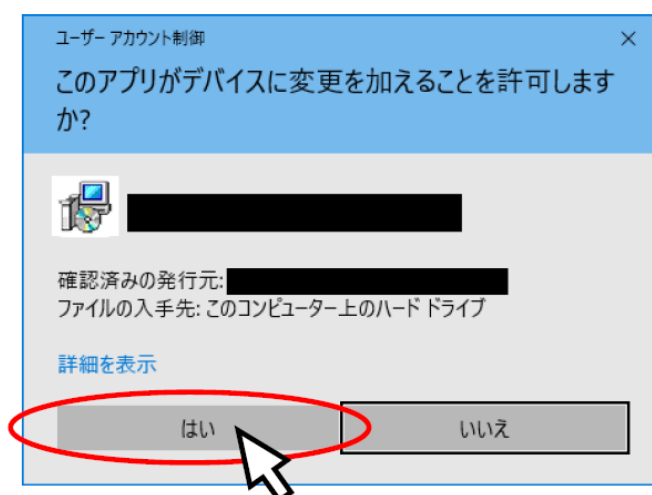 ユーザー アカウント制御
このアプリがデバイスに変更を加えることを許可します
か?
確認済みの発行元:
ファイルの入手先: このコンピューター上のハード ドライブ
詳細を表示
はい
いいえ